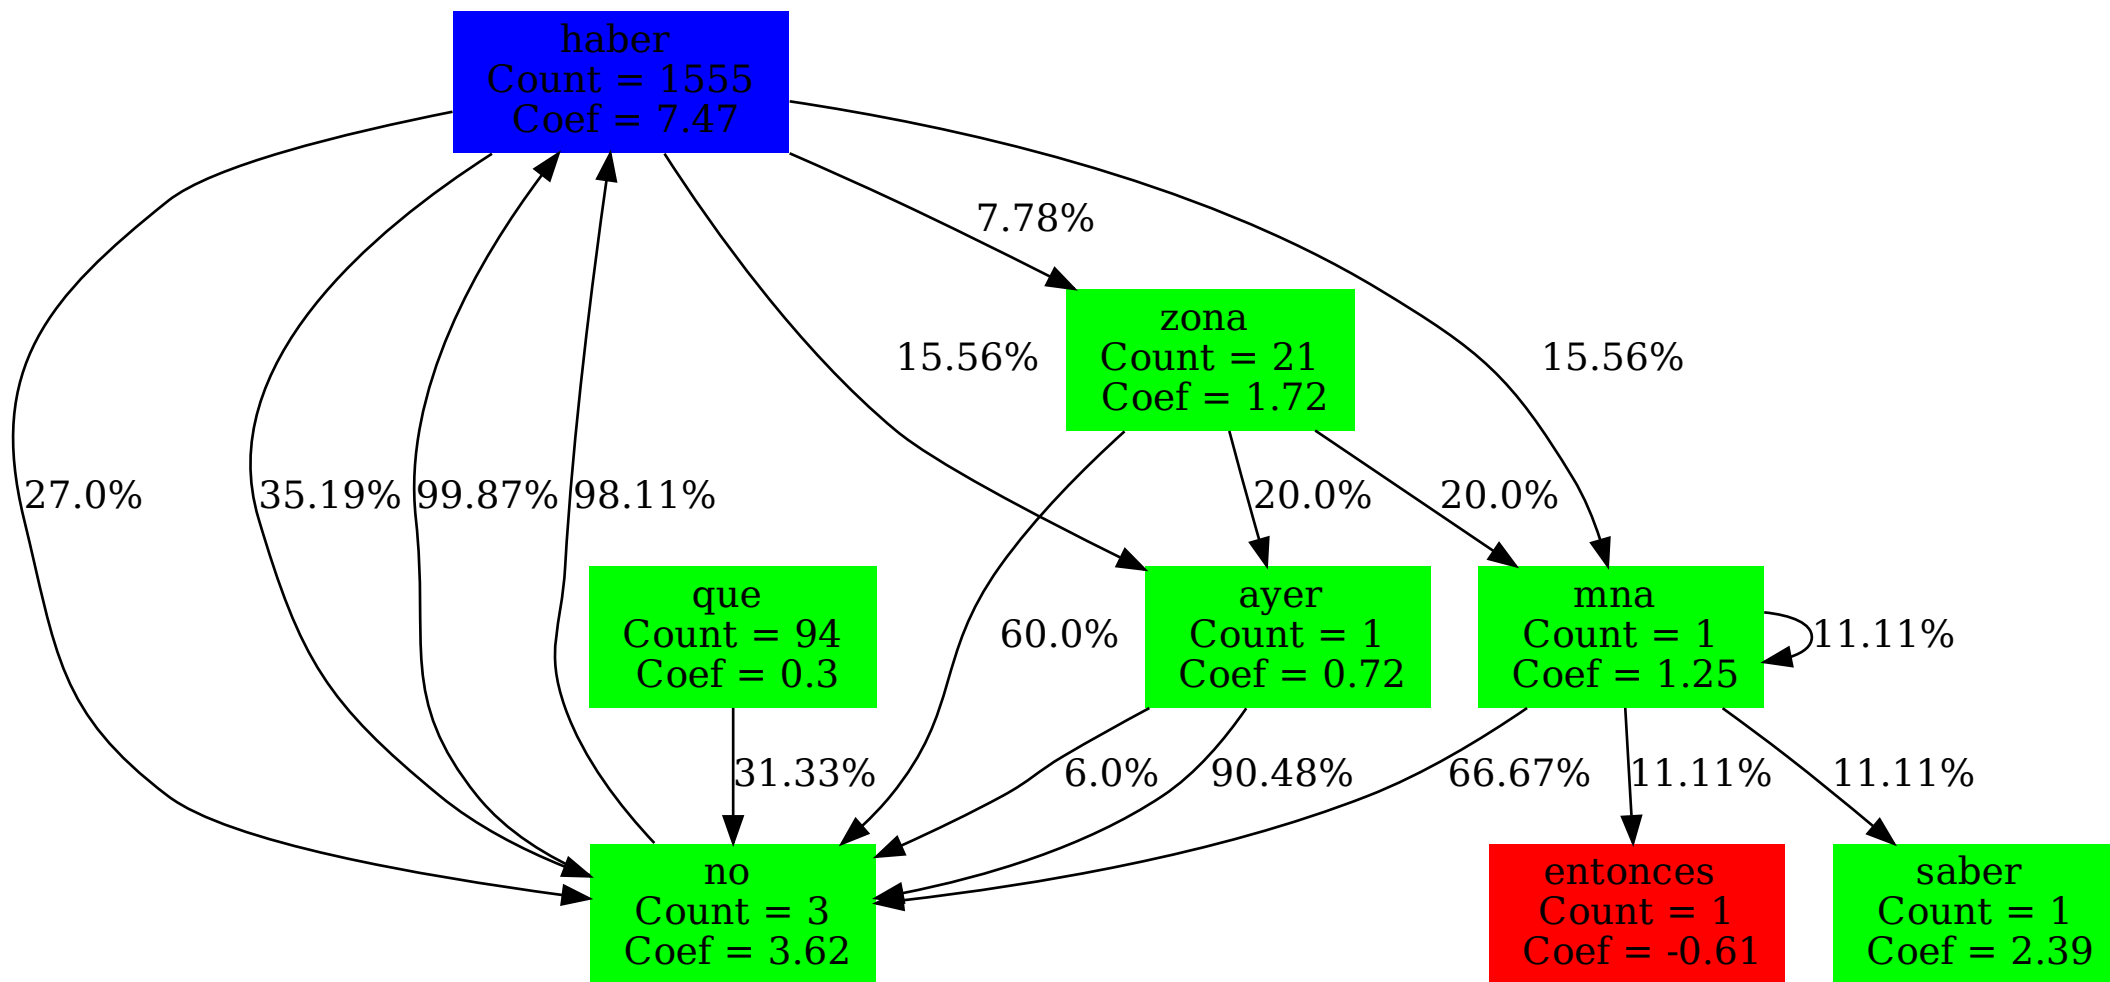 haber
Count = 1555
Coef = 7.47
7.78%
zona
Count = 21
Coef = 1.72
15.56%
15.56%
27.0%
35.19%
99.87%
98.11%
20.0%
20.0%
que
Count = 94
Coef = 0.3
60.0%
ayer
Count = 1
Coef = 0.72
mna
Count = 1
Coef = 1.25
11.11%
31.33%
6.0%
90.48%
66.67%
11.11%
11.11%
no
Count = 3
Coef = 3.62
entonces
Count = 1
Coef = -0.61
saber
Count = 1
Coef = 2.39